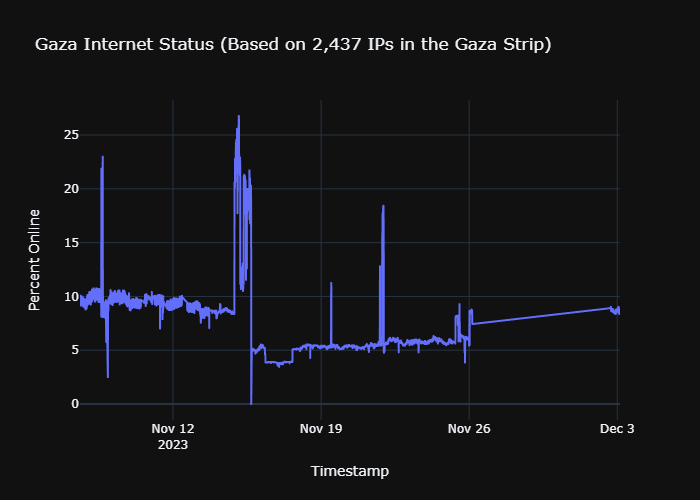 Gaza Internet Status (Based on 2,437 IPs in the Gaza Strip)
Percent Online
25
20
15
10
5
0
Nov 12
2023
Nov 19
Nov 26
Dec 3
Timestamp